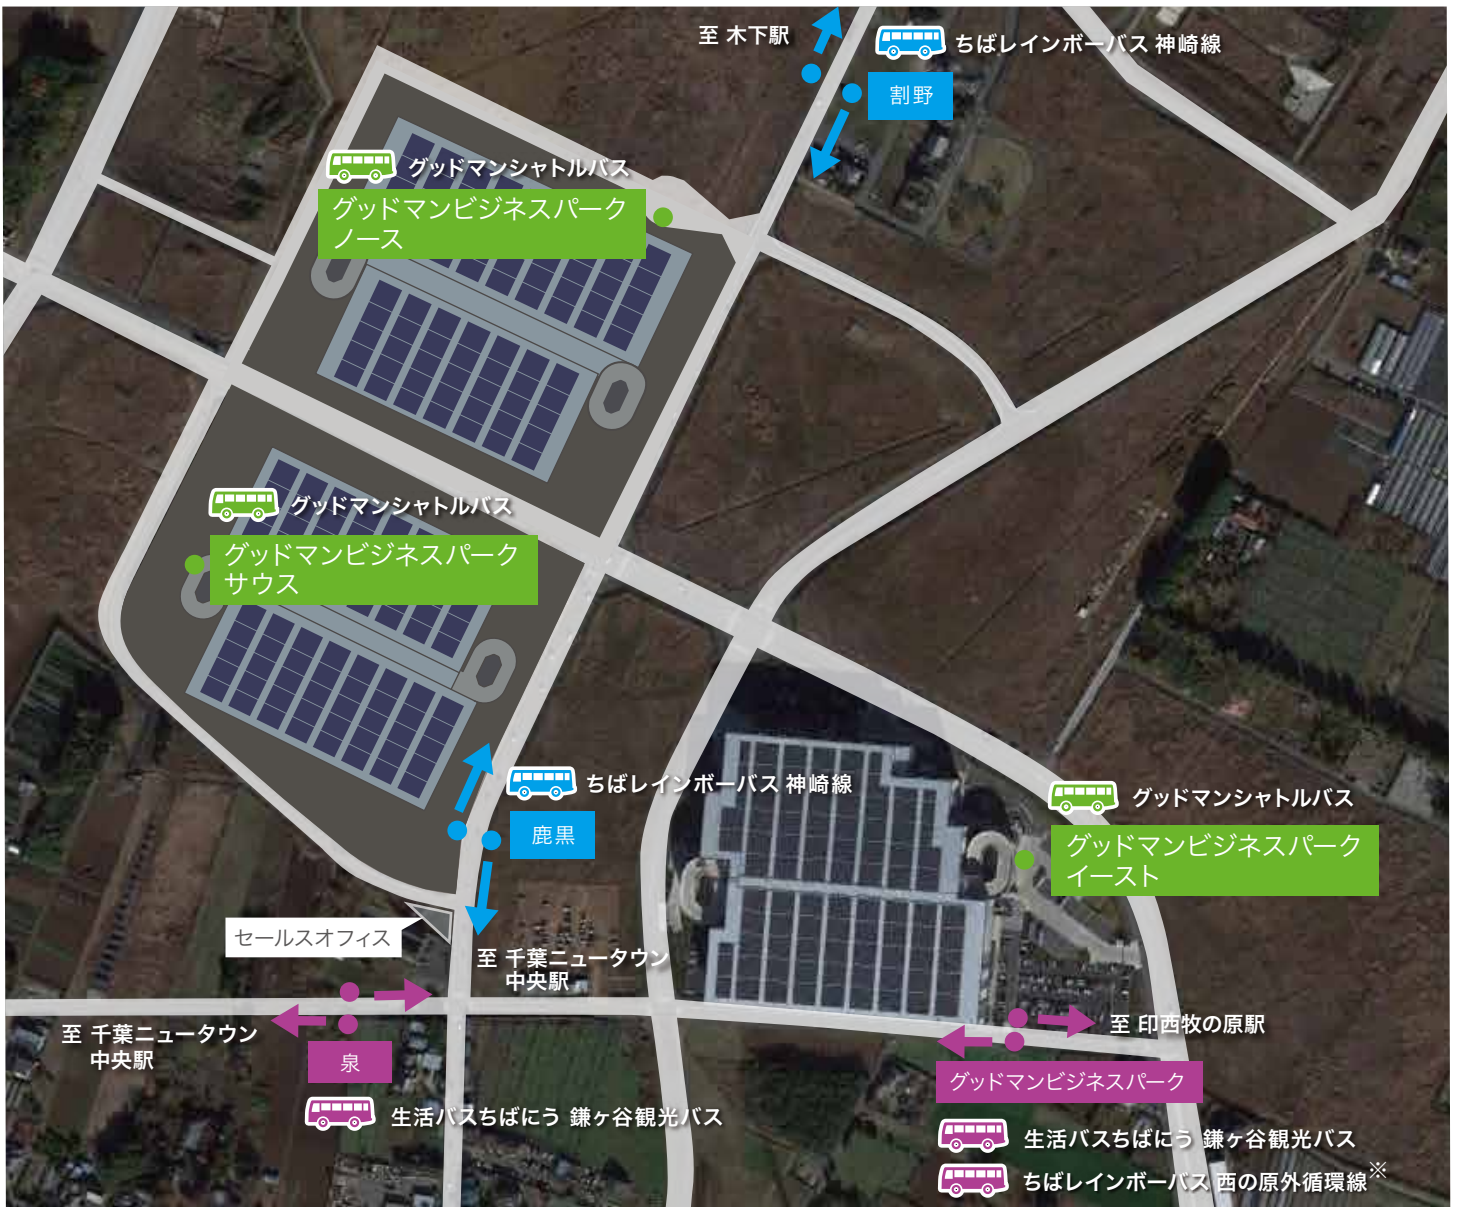 至 木下駅
ちばレインボーバス 神崎線
割野
グッドマンシャトルバス
グッドマンビジネスパーク
ノース
グッドマンシャトルバス
グッドマンビジネスパーク
サウス
ちばレインボーバス 神崎線
鹿黒
グッドマンシャトルバス
グッドマンビジネスパーク
イースト
セールスオフィス
至 千葉ニュータウン
中央駅
至 千葉ニュータウン
中央駅
泉
生活バスちばにう 鎌ヶ谷観光バス
至 印西牧の原駅
グッドマンビジネスパーク
生活バスちばにう 鎌ヶ谷観光バス
ちばレインボーバス 西の原外循環線※